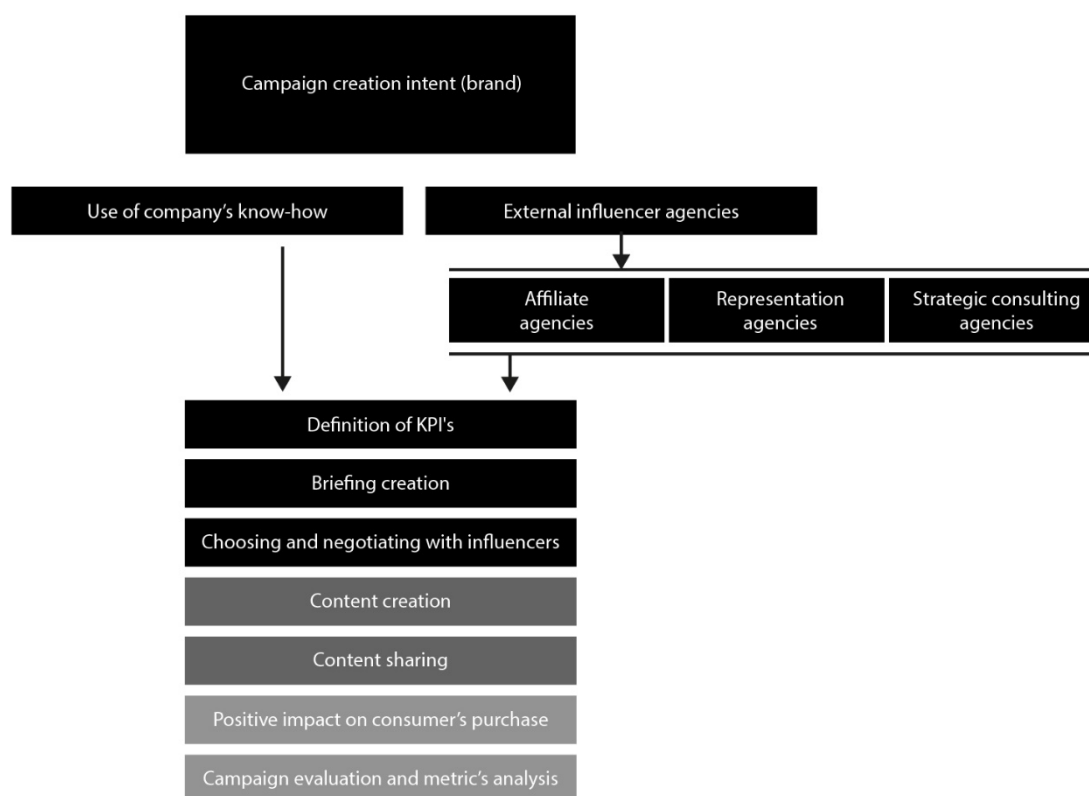 Campaign creation intent (brand)
Use of company’s know-how
External influencer agencies
Affiliate
agencies
Representation
agencies
Strategic consulting
agencies
Definition of KPI's
Briefing creation
Choosing and negotiating with influencers
Content creation
Content sharing
Positive impact on consumer’s purchase
Campaign evaluation and metric’s analysis